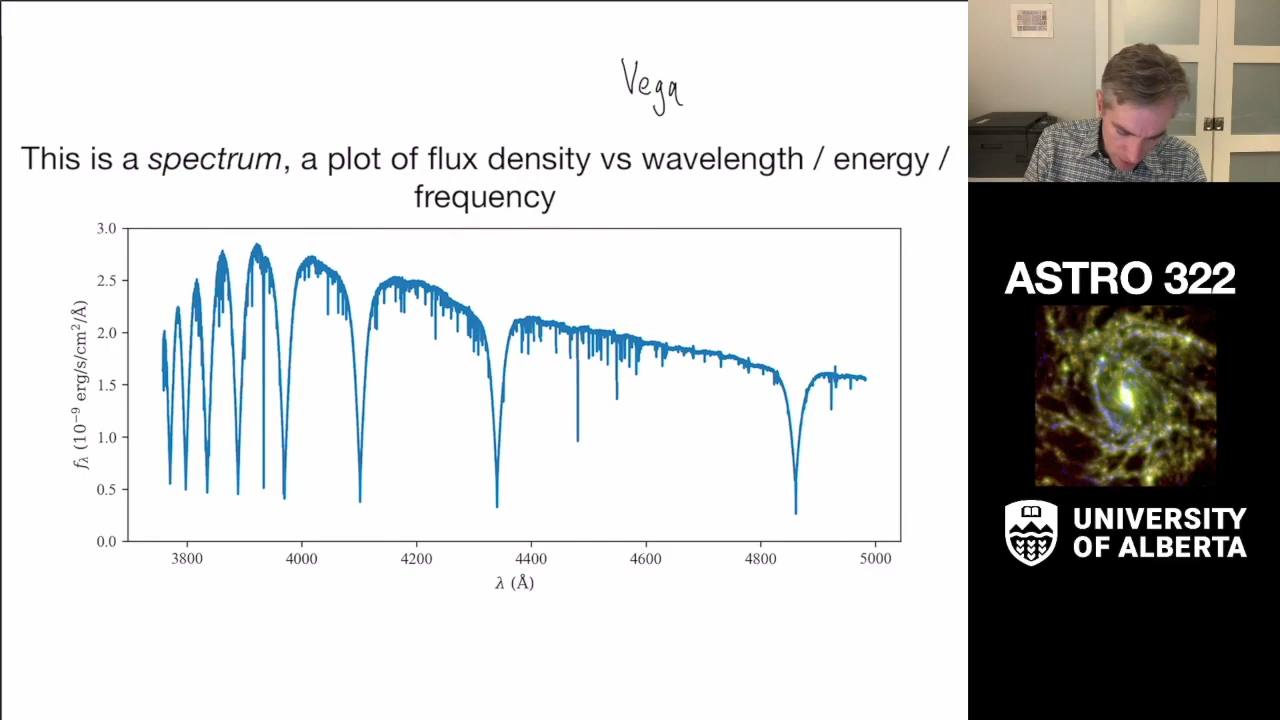 Vega
This is a spectrum, a plot of flux density vs wavelength / energy /
frequency
3.0
2.5
2.0
1.5
1.0
0.5
0.0
fλ (10⁻⁹ erg/s/cm²/Å)
3800 4000 4200 4400 4600 4800 5000
λ (Å)
ASTRO 322
UNIVERSITY
OF ALBERTA